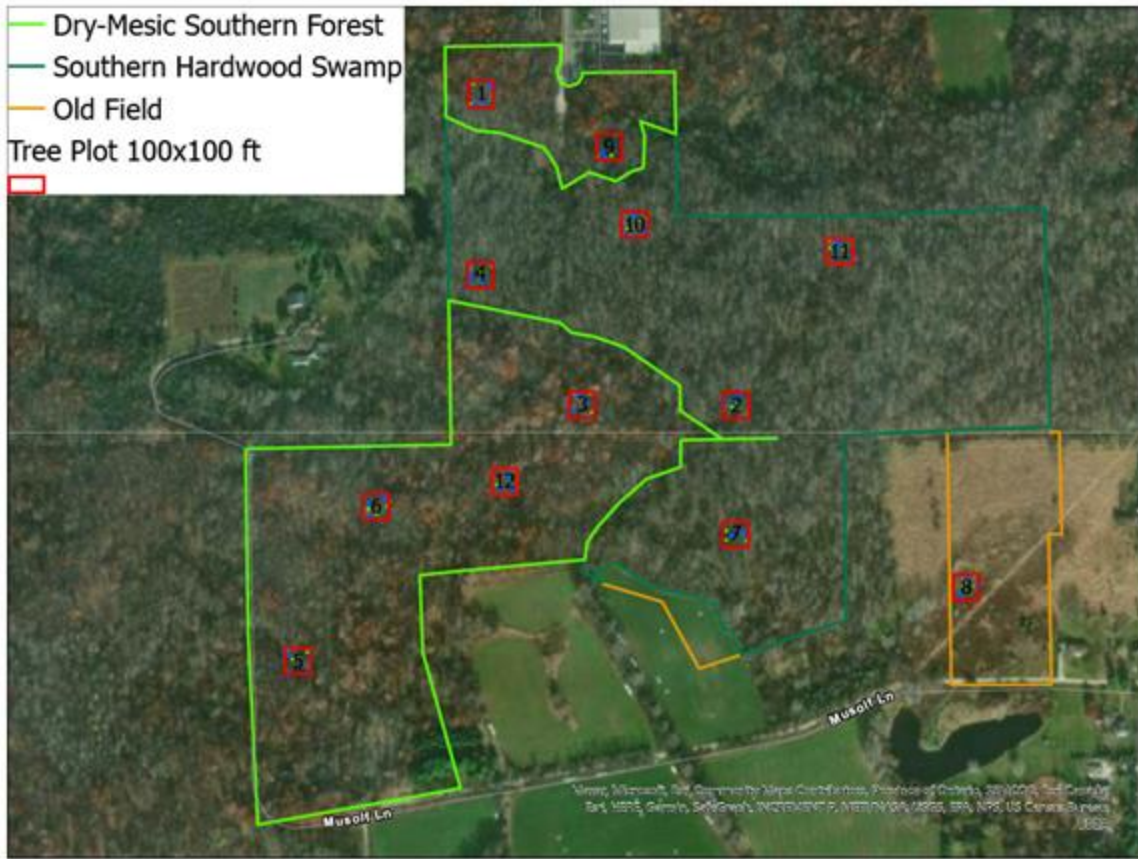 Dry-Mesic Southern Forest
Southern Hardwood Swamp
Old Field
Tree Plot 100x100 ft
1
9
10
11
4
3
2
12
6
7
8
5
Musolf Ln
Musolf Ln